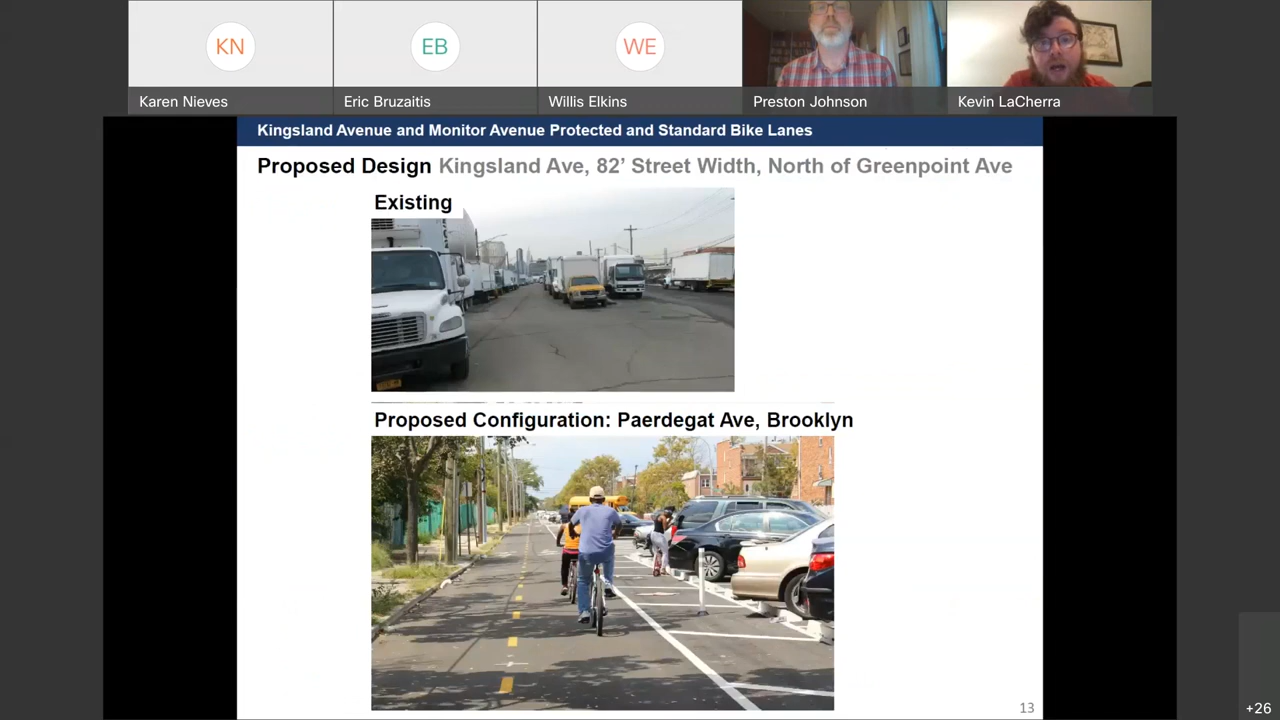 KN
EB
WE
Karen Nieves
Eric Bruzaitis
Willis Elkins
Preston Johnson
Kevin LaCherra
Kingsland Avenue and Monitor Avenue Protected and Standard Bike Lanes
Proposed Design Kingsland Ave, 82’ Street Width, North of Greenpoint Ave
Existing
Proposed Configuration: Paerdegat Ave, Brooklyn
13
+26